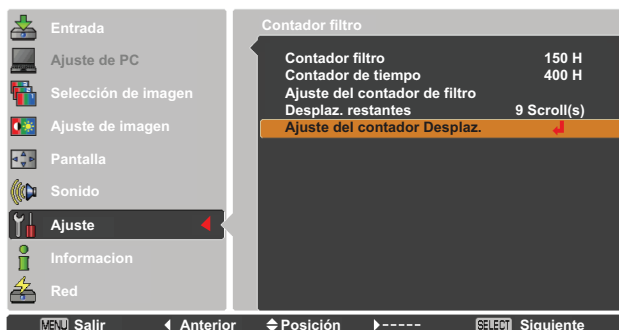 Entrada
Ajuste de PC
Selección de imagen
Ajuste de imagen
Pantalla
Sonido
Ajuste
Informacion
Red
Contador filtro
Contador filtro 150 H
Contador de tiempo 400 H
Ajuste del contador de filtro
Desplaz. restantes 9 Scroll(s)
Ajuste del contador Desplaz.
MENU Salir Anterior Posición ----- SELECT Siguiente